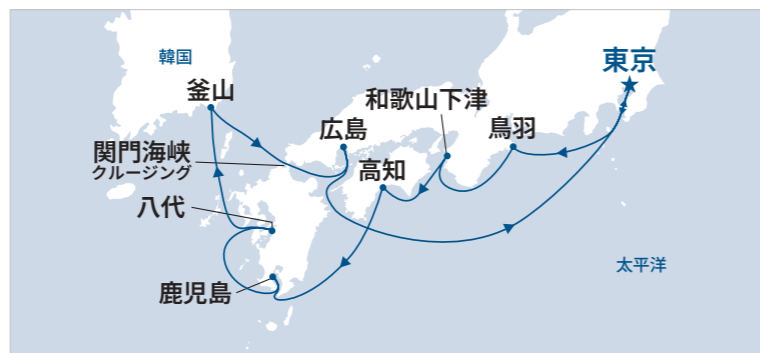 韓国
東京
釜山
和歌山下津
広島
鳥羽
関門海峡
クルージング
高知
八代
太平洋
鹿児島